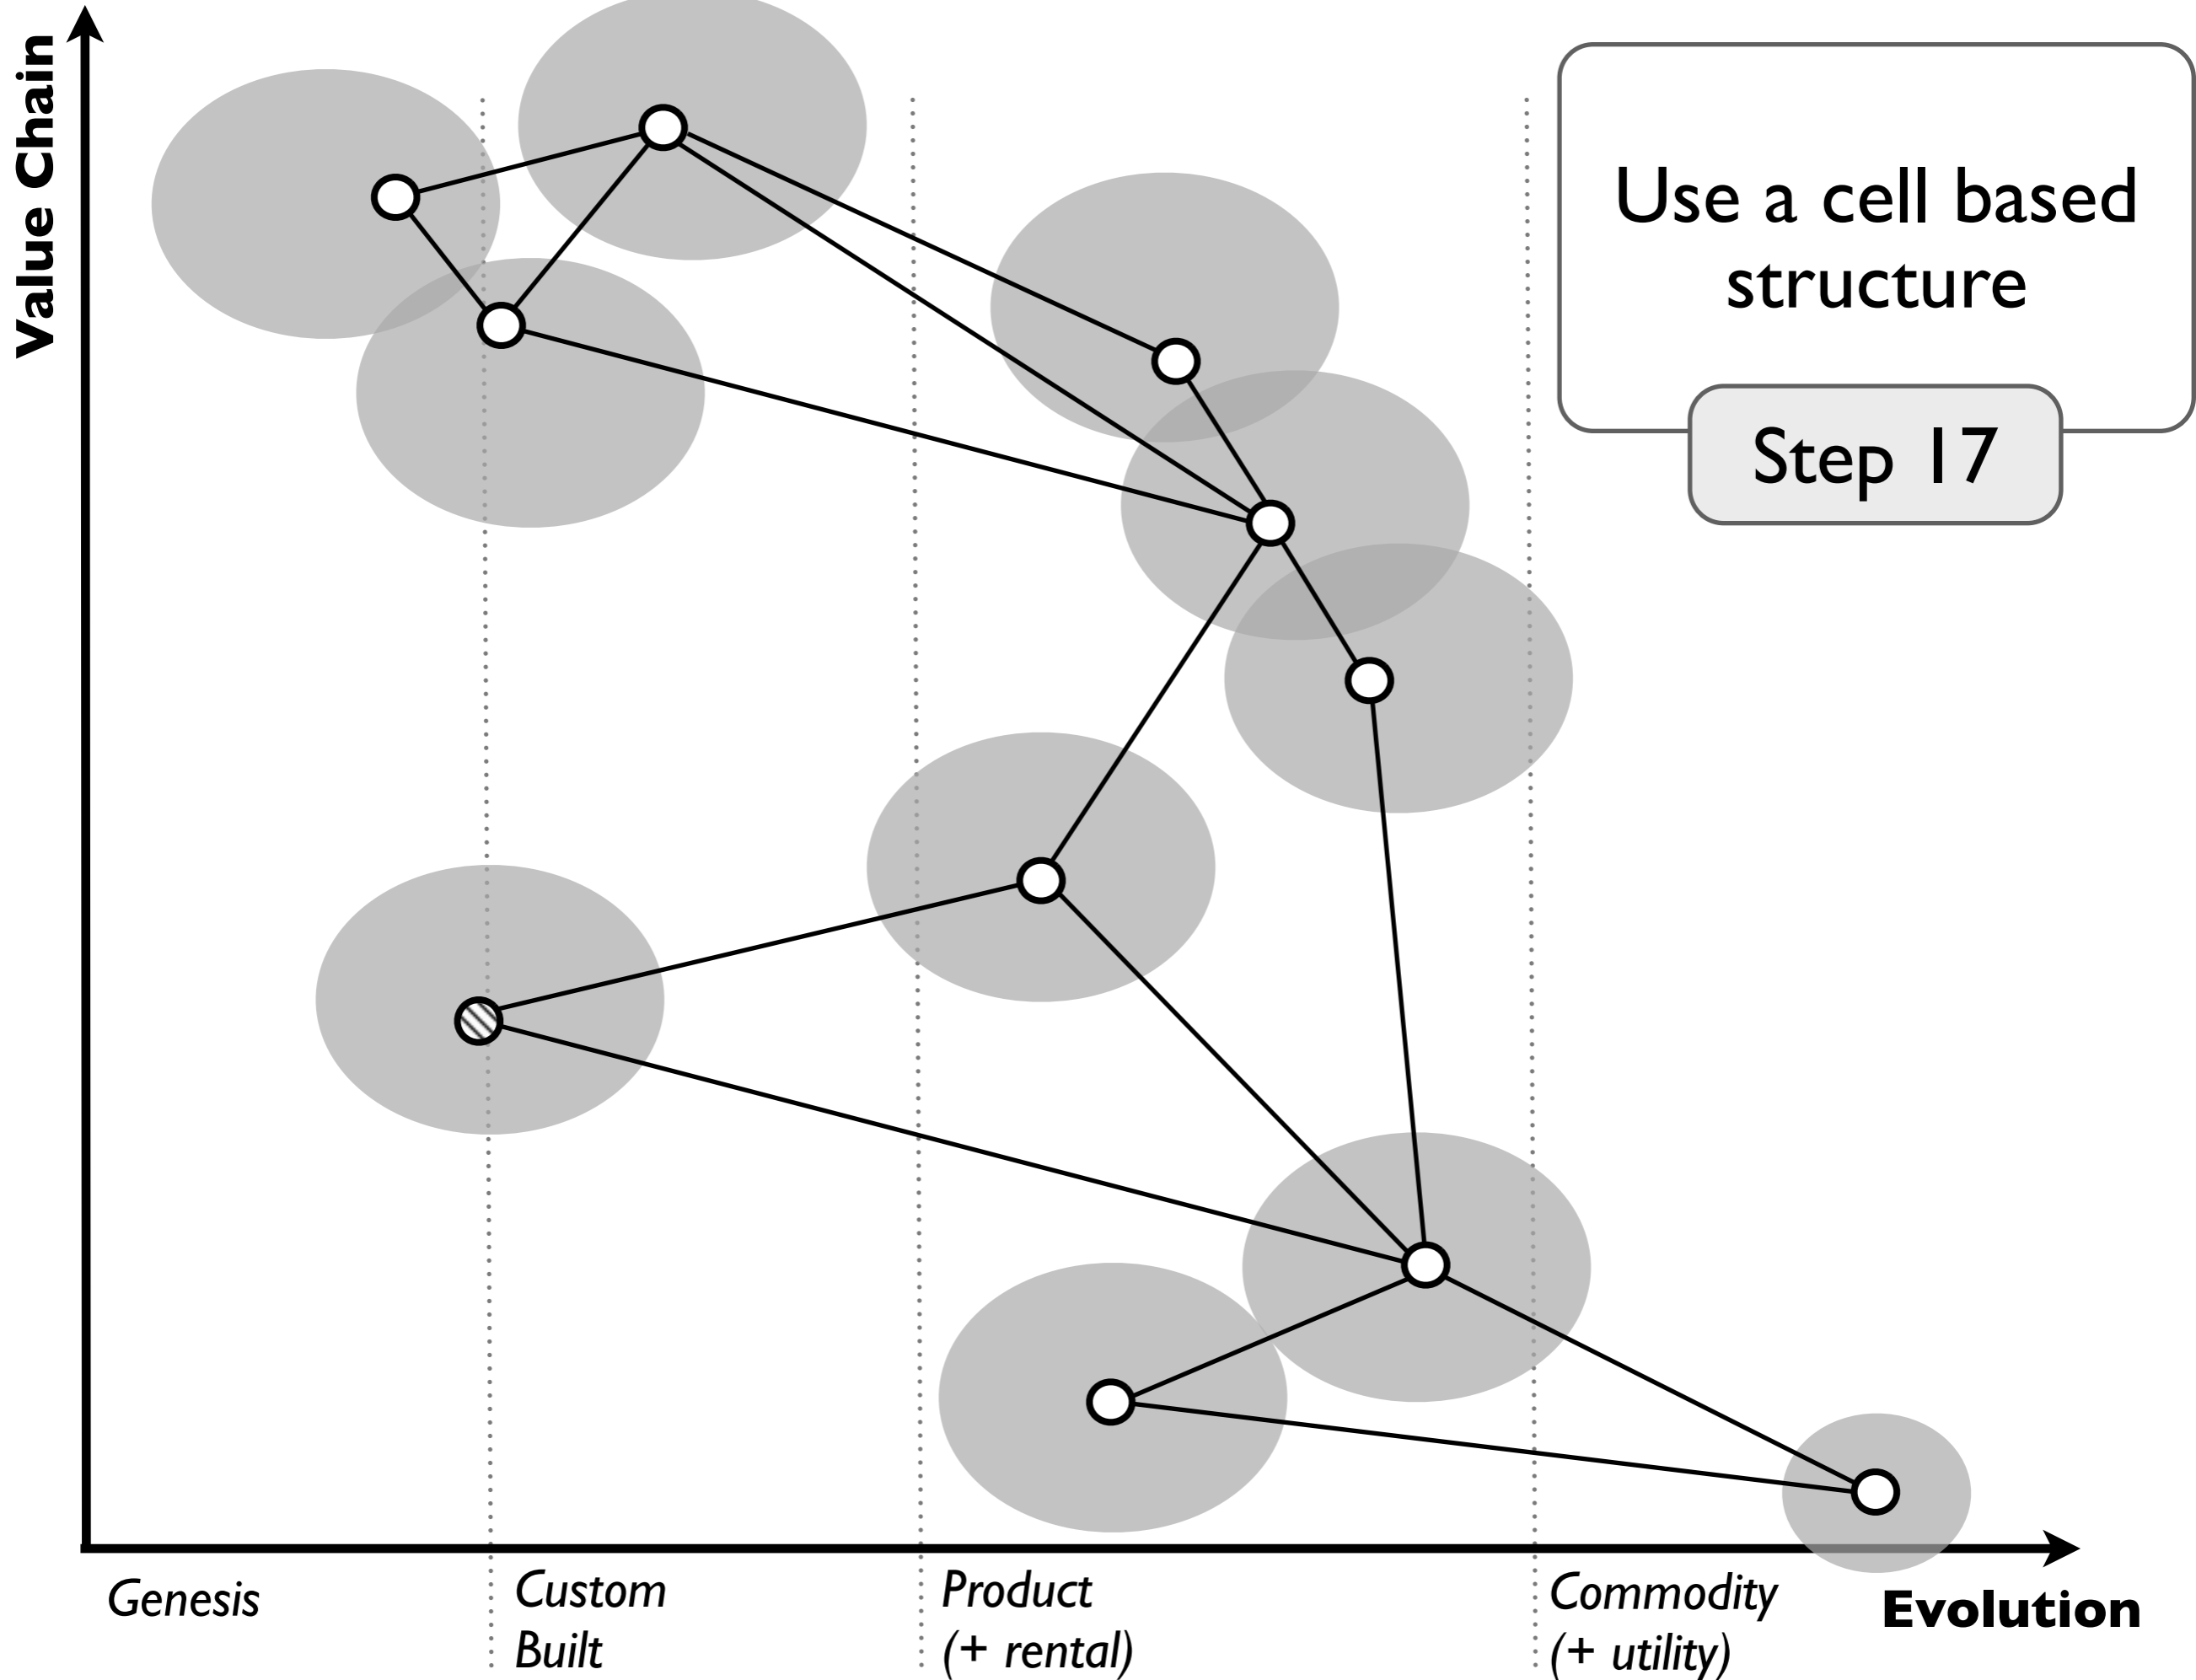 Value Chain
Use a cell based
structure
Step 17
Genesis
Custom
Built
Product
(+ rental)
Commodity
(+ utility)
Evolution